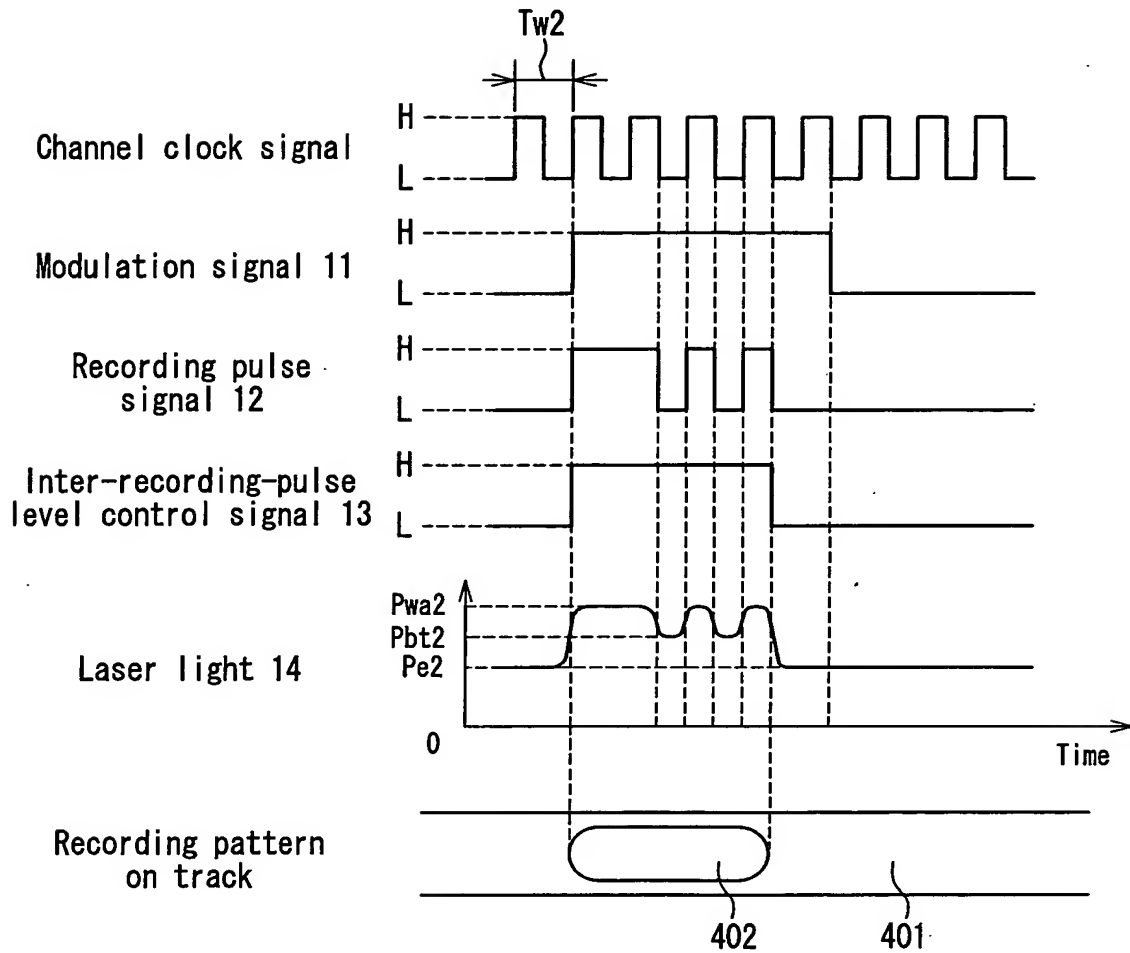 Tw2
Channel clock signal
H
L
Modulation signal 11
H
L
Recording pulse
signal 12
H
L
Inter-recording-pulse
level control signal 13
H
L
Laser light 14
Pwa2
Pbt2
Pe2
0
Time
Recording pattern
on track
402
401